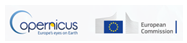 opernicus
Europe's eyes on Earth
European
Commission